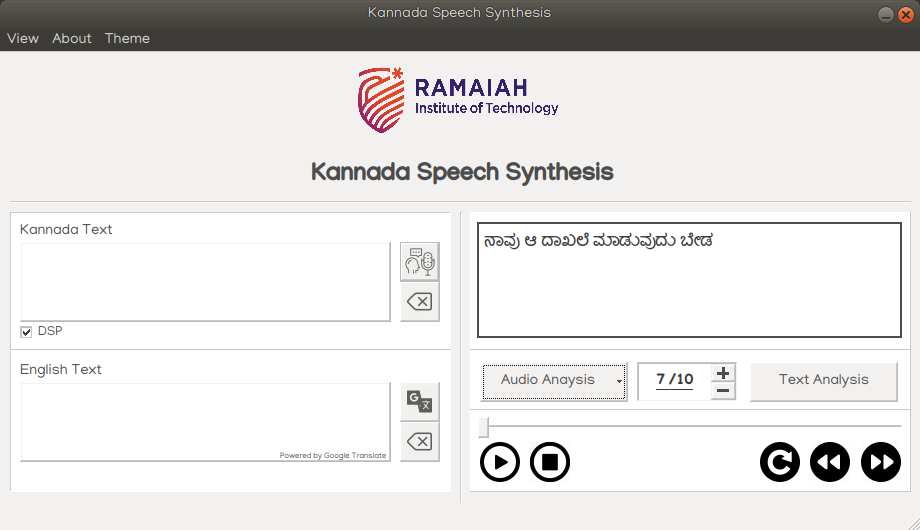 Kannada Speech Synthesis
View About Theme
RAMAIAH
Institute of Technology
Kannada Speech Synthesis
Kannada Text
DSP
English Text
Powered by Google Translate
ನಾವು ಆ ದಾಖಲೆ ಮಾಡುವುದು ಬೇಡ
Audio Anaysis
7 /10
Text Analysis